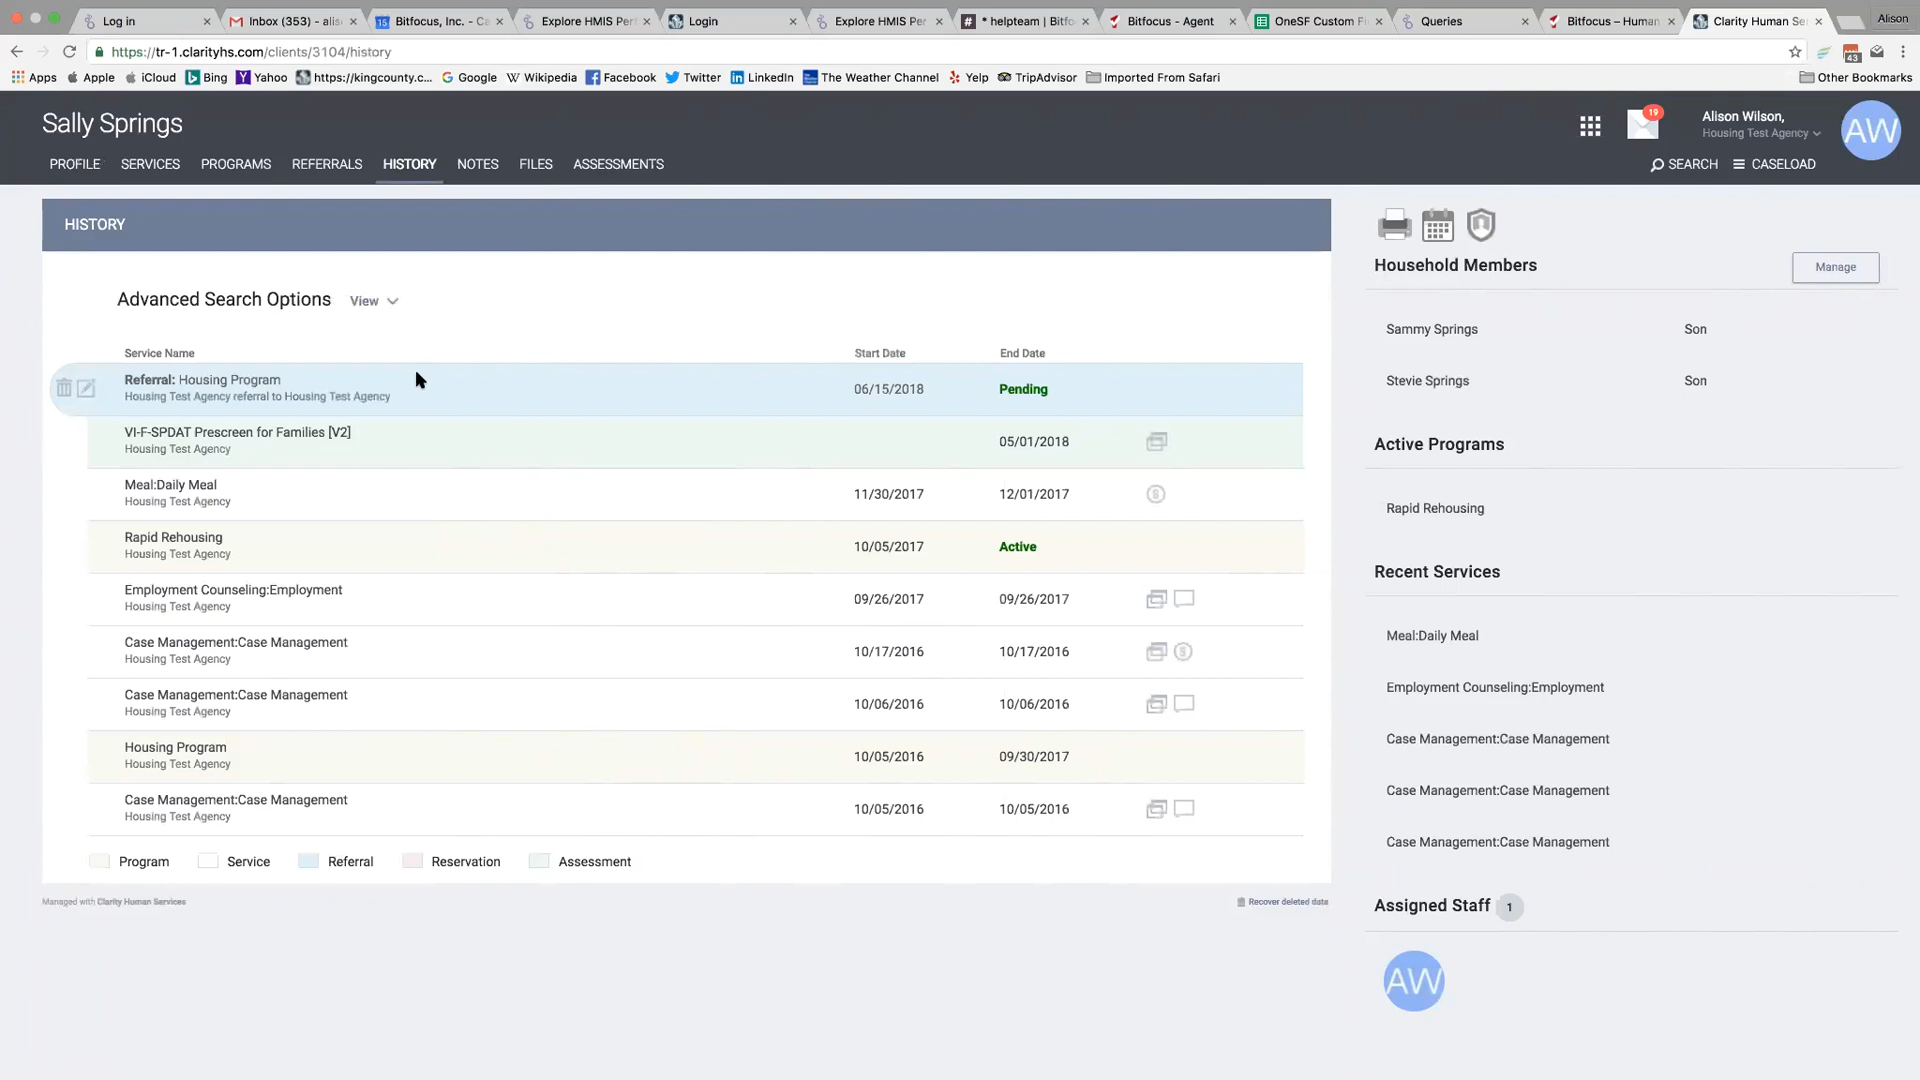 Log in
Inbox (353) - alis
15 Bitfocus, Inc. - Ca
Explore HMIS Perf
Login
Explore HMIS Per
* helpteam | Bitfo
Bitfocus - Agent
OneSF Custom Fi
Queries
Bitfocus – Human
Clarity Human Se
Alison
https://tr-1.clarityhs.com/clients/3104/history
43
Apps
Apple
iCloud
Bing
Yahoo
https://kingcounty.c...
Google
Wikipedia
Facebook
Twitter
LinkedIn
The Weather Channel
Yelp
TripAdvisor
Imported From Safari
Other Bookmarks
Sally Springs
19
Alison Wilson,
Housing Test Agency
AW
PROFILE
SERVICES
PROGRAMS
REFERRALS
HISTORY
NOTES
FILES
ASSESSMENTS
SEARCH
CASELOAD
HISTORY
Advanced Search Options View
Service Name Start Date End Date
Referral: Housing Program
Housing Test Agency referral to Housing Test Agency
06/15/2018 Pending
VI-F-SPDAT Prescreen for Families [V2]
Housing Test Agency
05/01/2018
Meal:Daily Meal
Housing Test Agency
11/30/2017 12/01/2017
Rapid Rehousing
Housing Test Agency
10/05/2017 Active
Employment Counseling:Employment
Housing Test Agency
09/26/2017 09/26/2017
Case Management:Case Management
Housing Test Agency
10/17/2016 10/17/2016
Case Management:Case Management
Housing Test Agency
10/06/2016 10/06/2016
Housing Program
Housing Test Agency
10/05/2016 09/30/2017
Case Management:Case Management
Housing Test Agency
10/05/2016 10/05/2016
Program Service Referral Reservation Assessment
Managed with Clarity Human Services
Recover deleted data
Household Members
Manage
Sammy Springs Son
Stevie Springs Son
Active Programs
Rapid Rehousing
Recent Services
Meal:Daily Meal
Employment Counseling:Employment
Case Management:Case Management
Case Management:Case Management
Case Management:Case Management
Assigned Staff 1
AW